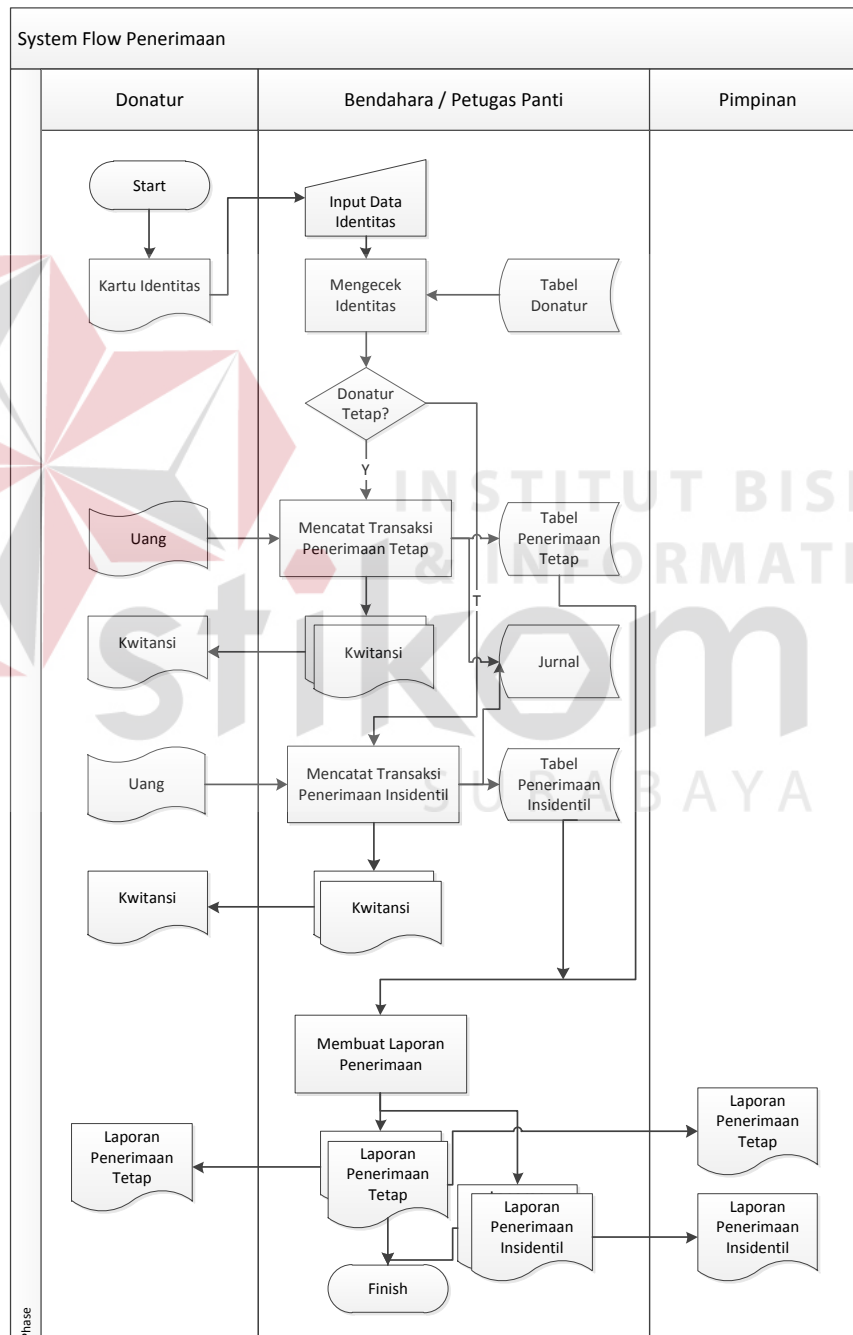 System Flow Penerimaan
Donatur
Bendahara / Petugas Panti
Pimpinan
Start
Input Data
Identitas
Kartu Identitas
Mengecek
Identitas
Tabel
Donatur
Donatur
Tetap?
Y
INSTITUT BIS
Uang
Mencatat Transaksi
Penerimaan Tetap
Tabel
Penerimaan
Tetap
& INFORMATI
T
stikom
Kwitansi
Kwitansi
Jurnal
Uang
Mencatat Transaksi
Penerimaan Insidentil
Tabel
Penerimaan
Insidentil
SURABAYA
Kwitansi
Kwitansi
Membuat Laporan
Penerimaan
Laporan
Penerimaan
Tetap
Laporan
Penerimaan
Tetap
Laporan
Penerimaan
Tetap
Laporan
Penerimaan
Insidentil
Laporan
Penerimaan
Insidentil
Finish
Phase